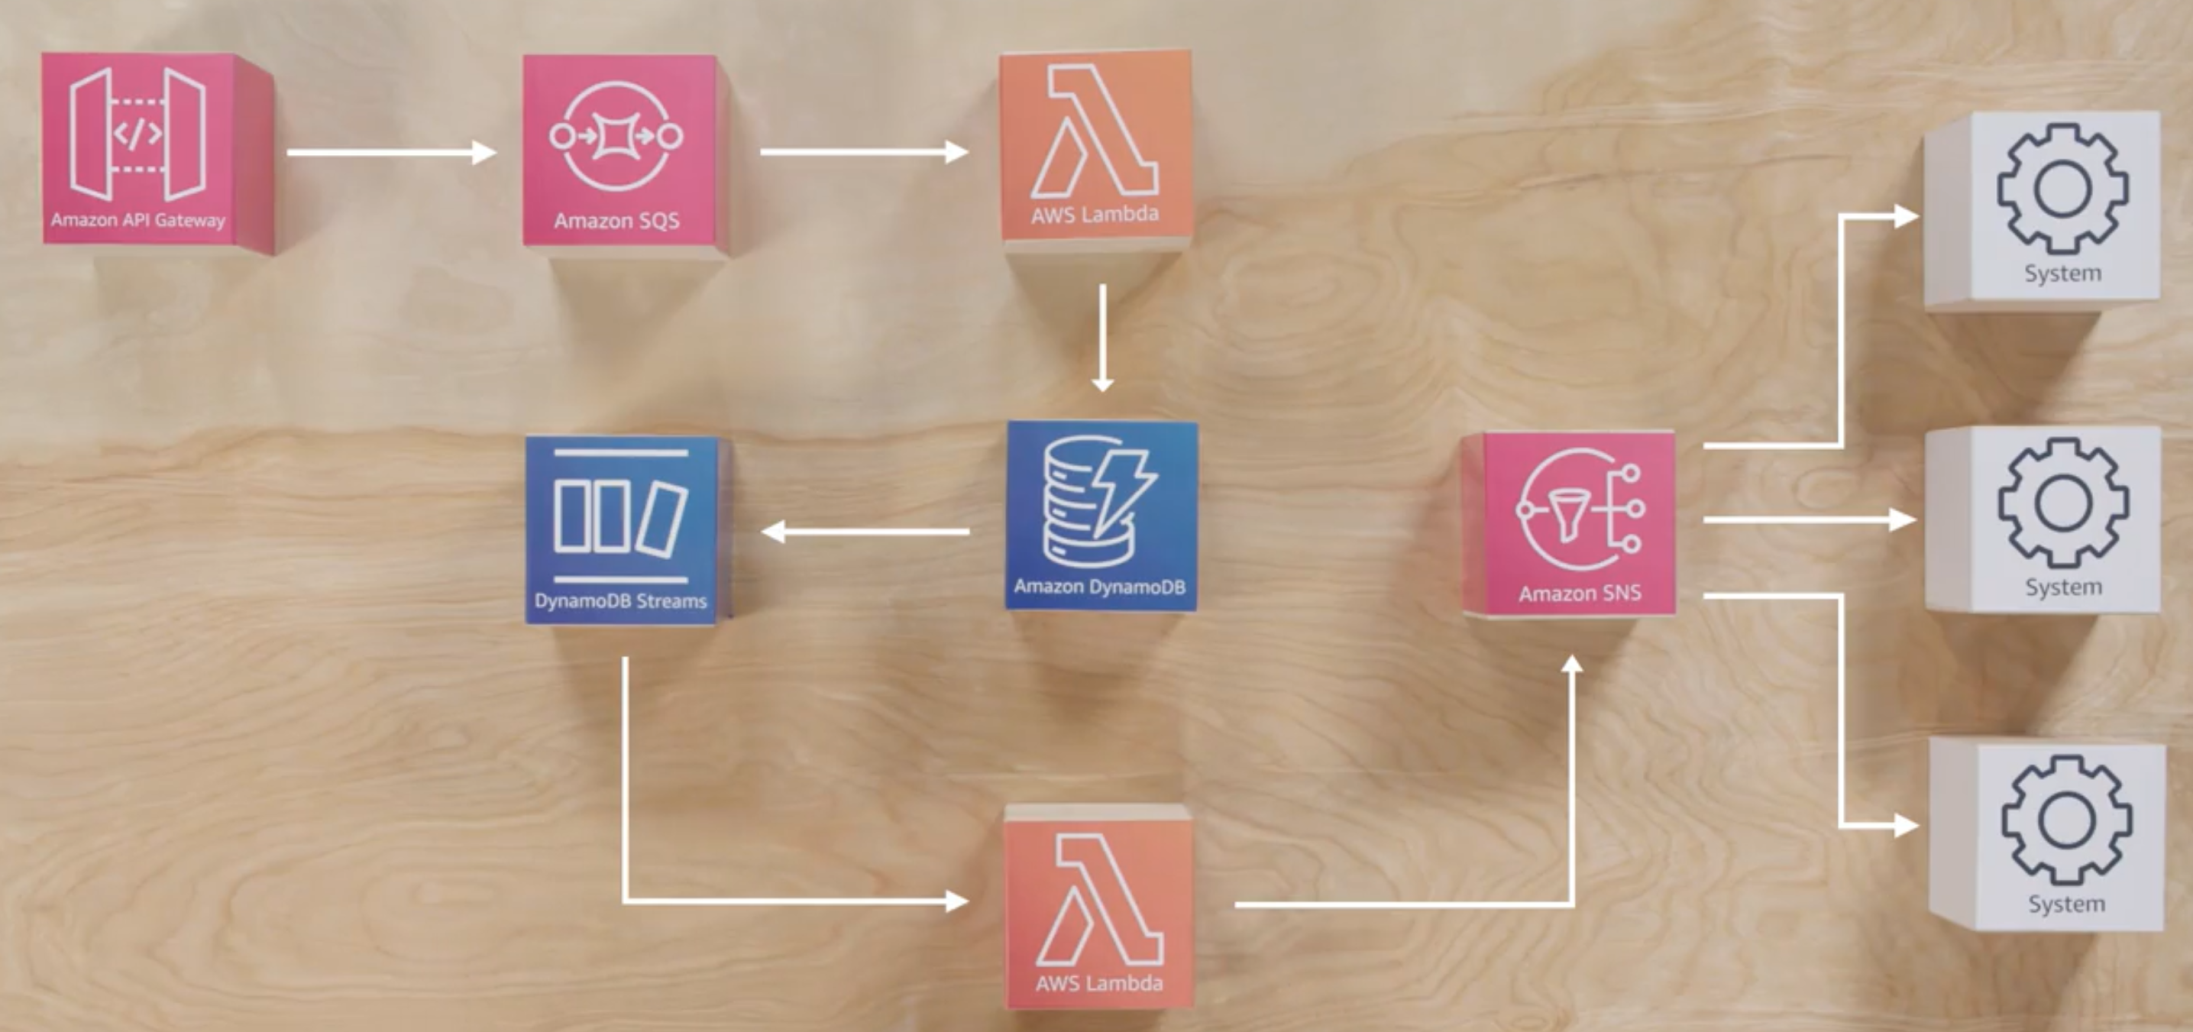 Amazon API Gateway
</>
Amazon SQS
AWS Lambda
System
DynamoDB Streams
Amazon DynamoDB
Amazon SNS
System
AWS Lambda
System